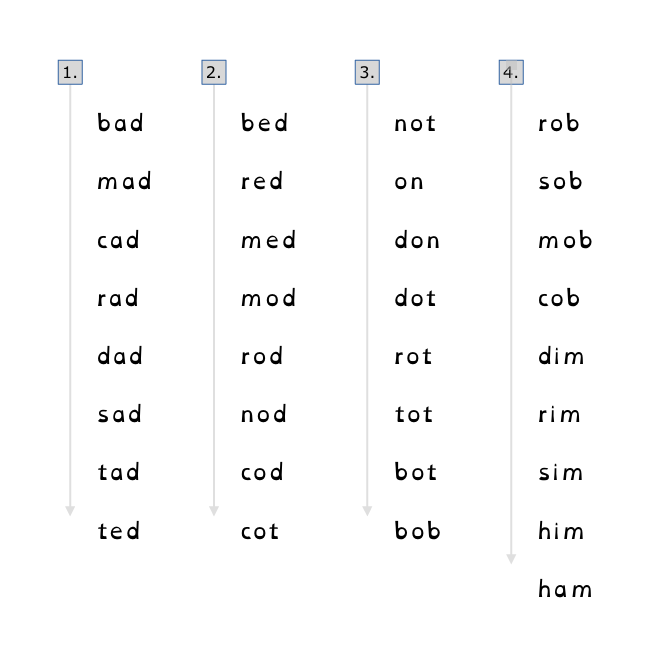 1. 2. 3. 4.
bad bed not rob
mad red on sob
cad med don mob
rad mod dot cob
dad rod rot dim
sad nod tot rim
tad cod bot sim
ted cot bob him
ham